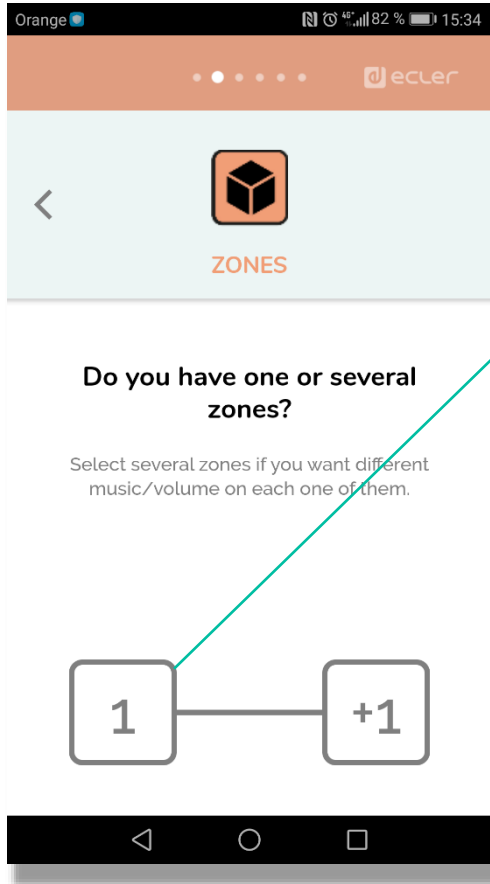 Orange 4G+ 82 % 15:34
ecler
ZONES
Do you have one or several
zones?
Select several zones if you want different
music/volume on each one of them.
1 +1